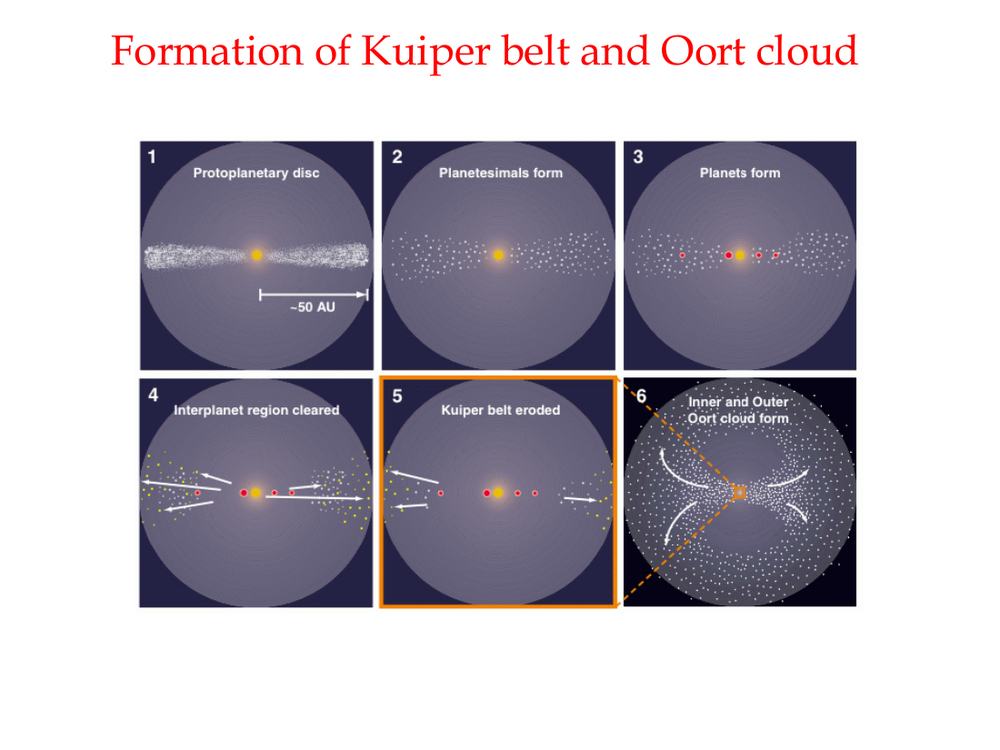 Formation of Kuiper belt and Oort cloud
1
Protoplanetary disc
~50 AU
2
Planetesimals form
3
Planets form
4
Interplanet region cleared
5
Kuiper belt eroded
6
Inner and Outer
Oort cloud form